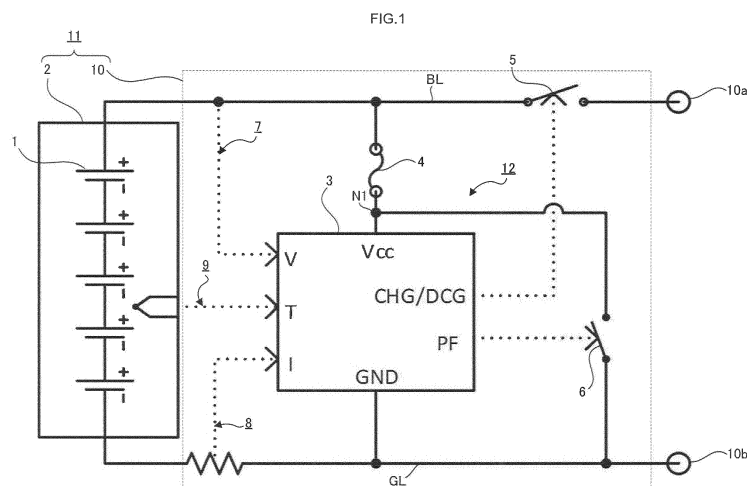 FIG.1
11
2
10
5
BL
10a
1
+
−
7
4
12
N1
3
Vcc
V
+
−
9
CHG/DCG
+
−
T
PF
+
−
I
6
GND
+
−
8
10b
GL